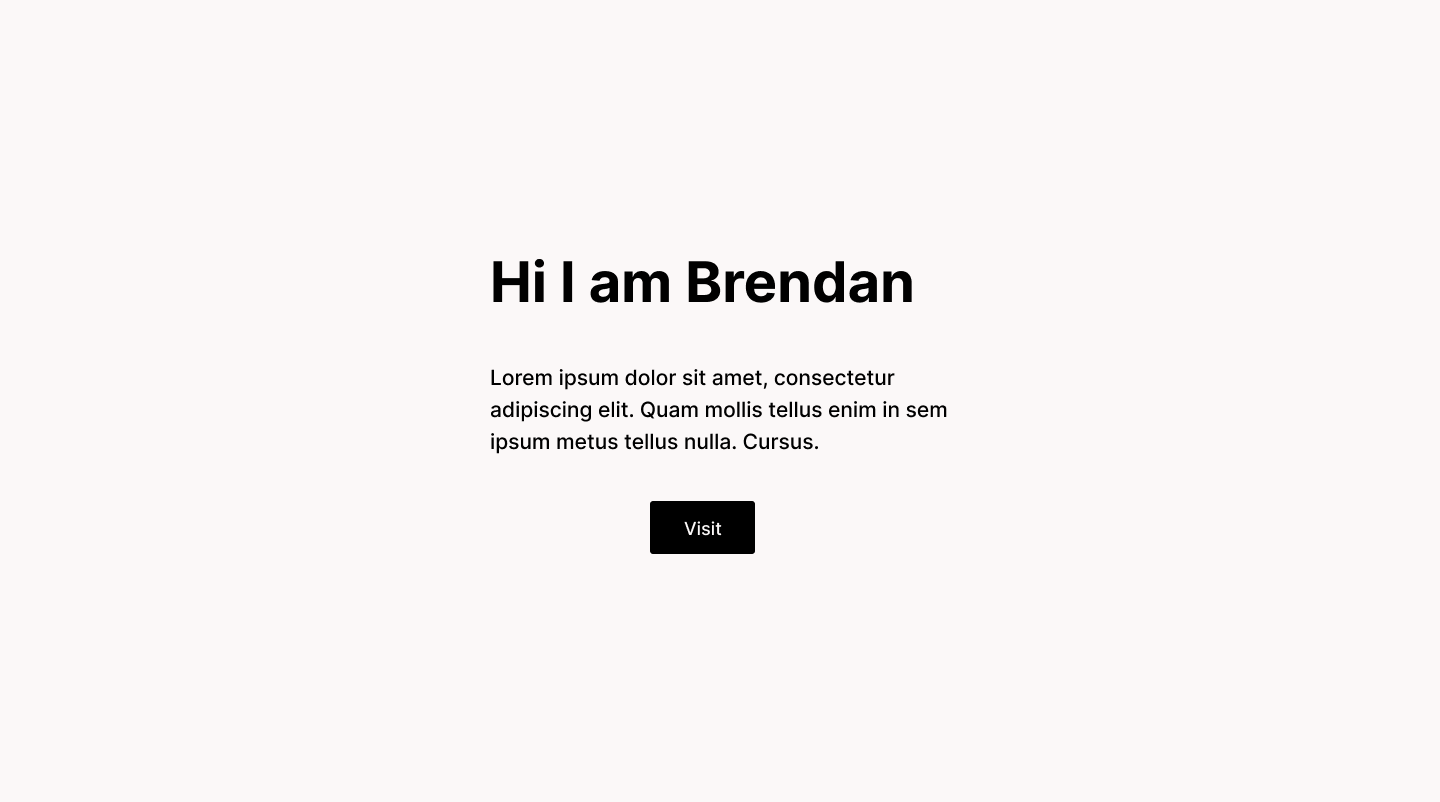 Hi I am Brendan
Lorem ipsum dolor sit amet, consectetur
adipiscing elit. Quam mollis tellus enim in sem
ipsum metus tellus nulla. Cursus.
Visit